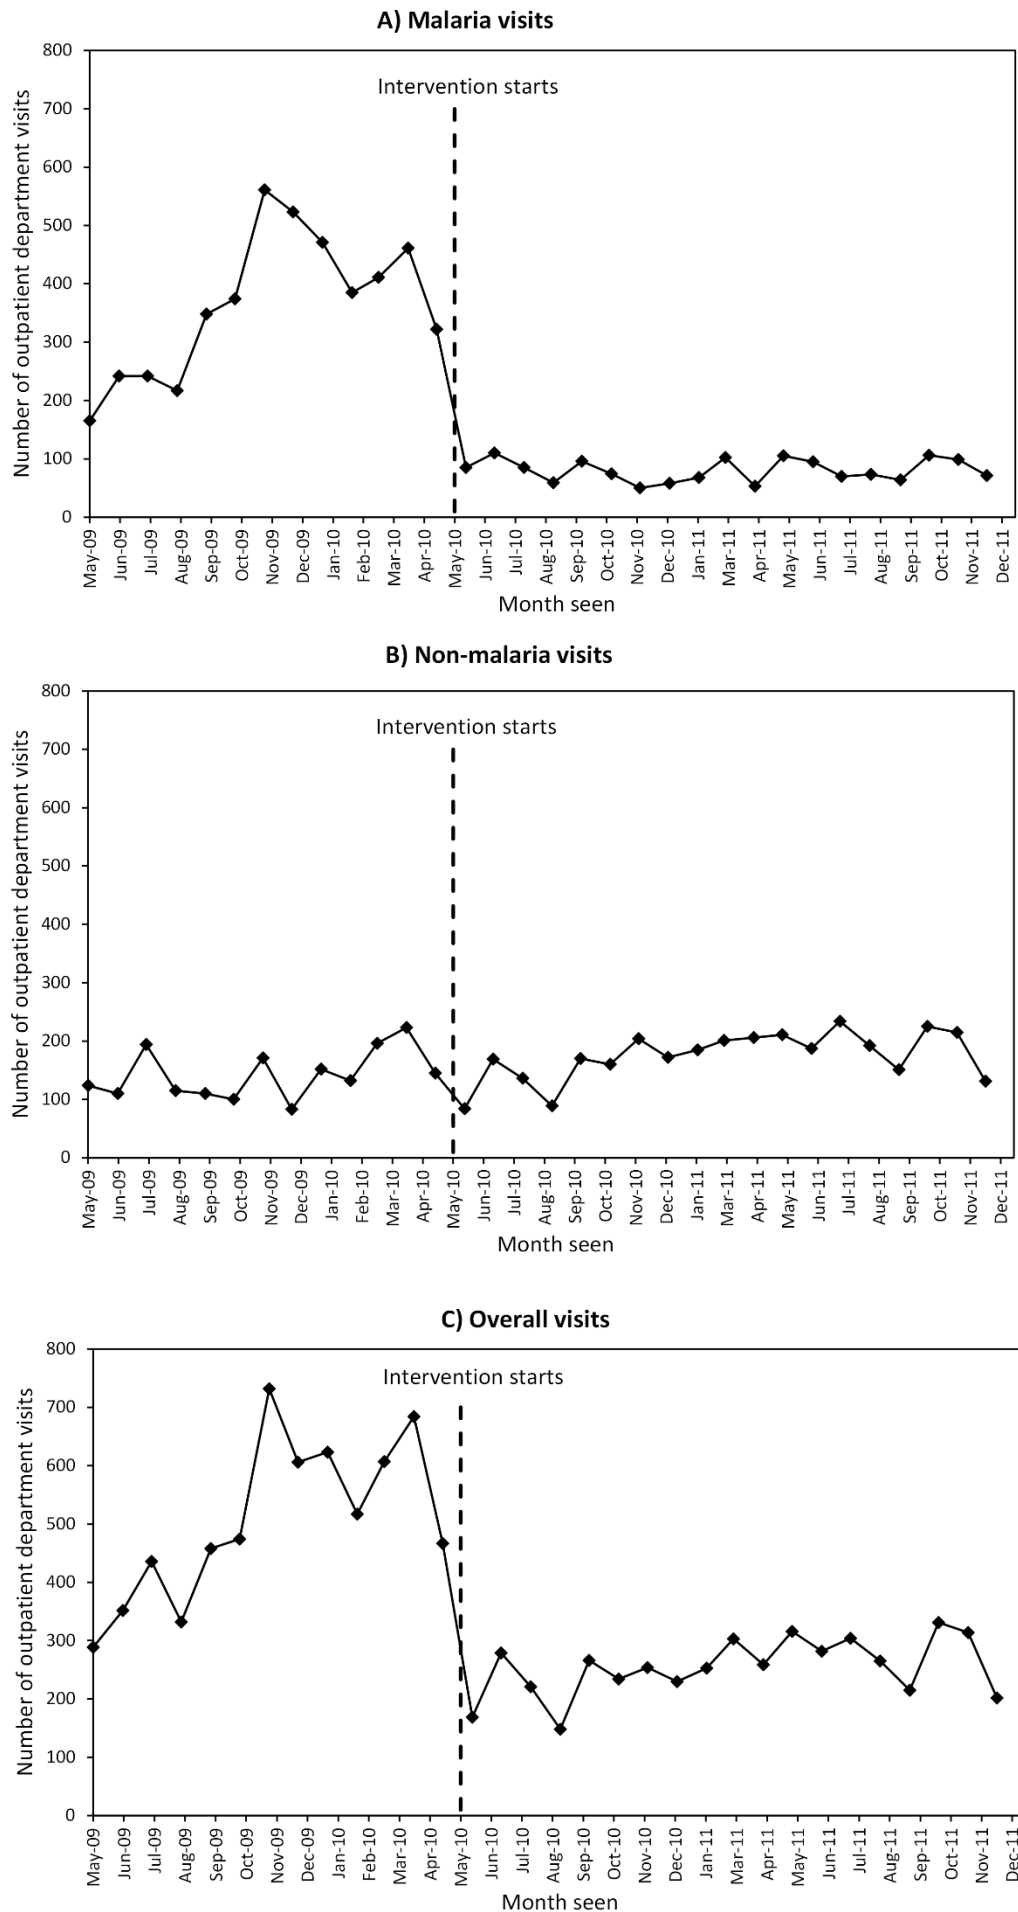 A) Malaria visits
Intervention starts
Number of outpatient department visits
800
700
600
500
400
300
200
100
0
May-09
Jun-09
Jul-09
Aug-09
Sep-09
Oct-09
Nov-09
Dec-09
Jan-10
Feb-10
Mar-10
Apr-10
May-10
Jun-10
Jul-10
Aug-10
Sep-10
Oct-10
Nov-10
Dec-10
Jan-11
Mar-11
Apr-11
May-11
Jun-11
Jul-11
Aug-11
Sep-11
Oct-11
Nov-11
Dec-11
Month seen
B) Non-malaria visits
Intervention starts
Number of outpatient department visits
800
700
600
500
400
300
200
100
0
May-09
Jun-09
Jul-09
Aug-09
Sep-09
Oct-09
Nov-09
Dec-09
Jan-10
Feb-10
Mar-10
Apr-10
May-10
Jun-10
Jul-10
Aug-10
Sep-10
Oct-10
Nov-10
Dec-10
Jan-11
Mar-11
Apr-11
May-11
Jun-11
Jul-11
Aug-11
Sep-11
Oct-11
Nov-11
Dec-11
Month seen
C) Overall visits
Intervention starts
Number of outpatient department visits
800
700
600
500
400
300
200
100
0
May-09
Jun-09
Jul-09
Aug-09
Sep-09
Oct-09
Nov-09
Dec-09
Jan-10
Feb-10
Mar-10
Apr-10
May-10
Jun-10
Jul-10
Aug-10
Sep-10
Oct-10
Nov-10
Dec-10
Jan-11
Mar-11
Apr-11
May-11
Jun-11
Jul-11
Aug-11
Sep-11
Oct-11
Nov-11
Dec-11
Month seen